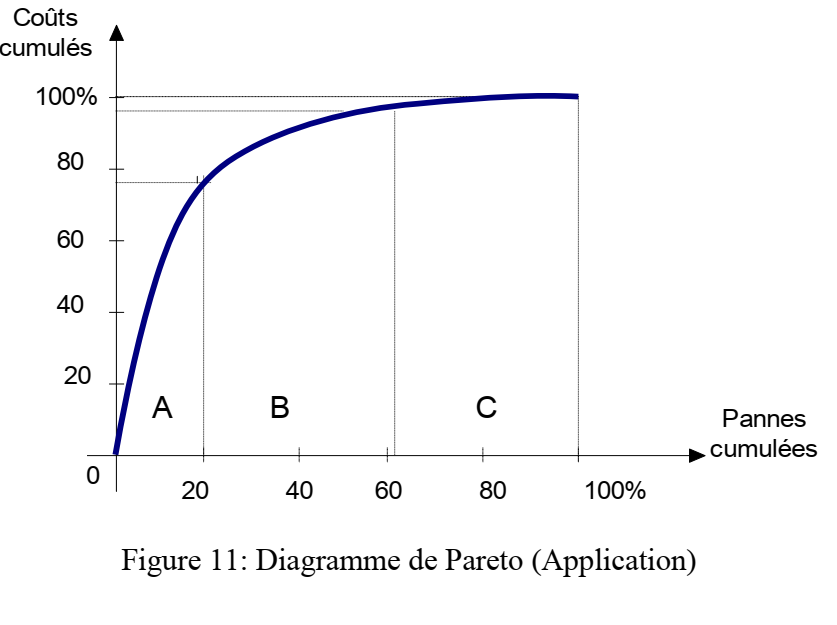 Coûts
cumulés
100%
80
60
40
20
A B C
Pannes
cumulées
0
20 40 60 80 100%
Figure 11: Diagramme de Pareto (Application)